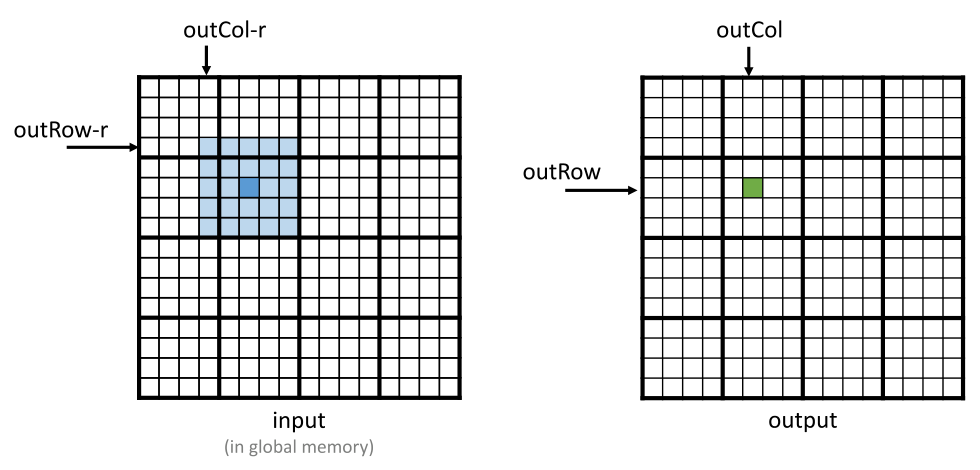 outCol-r
outCol
outRow-r
outRow
input
(in global memory)
output